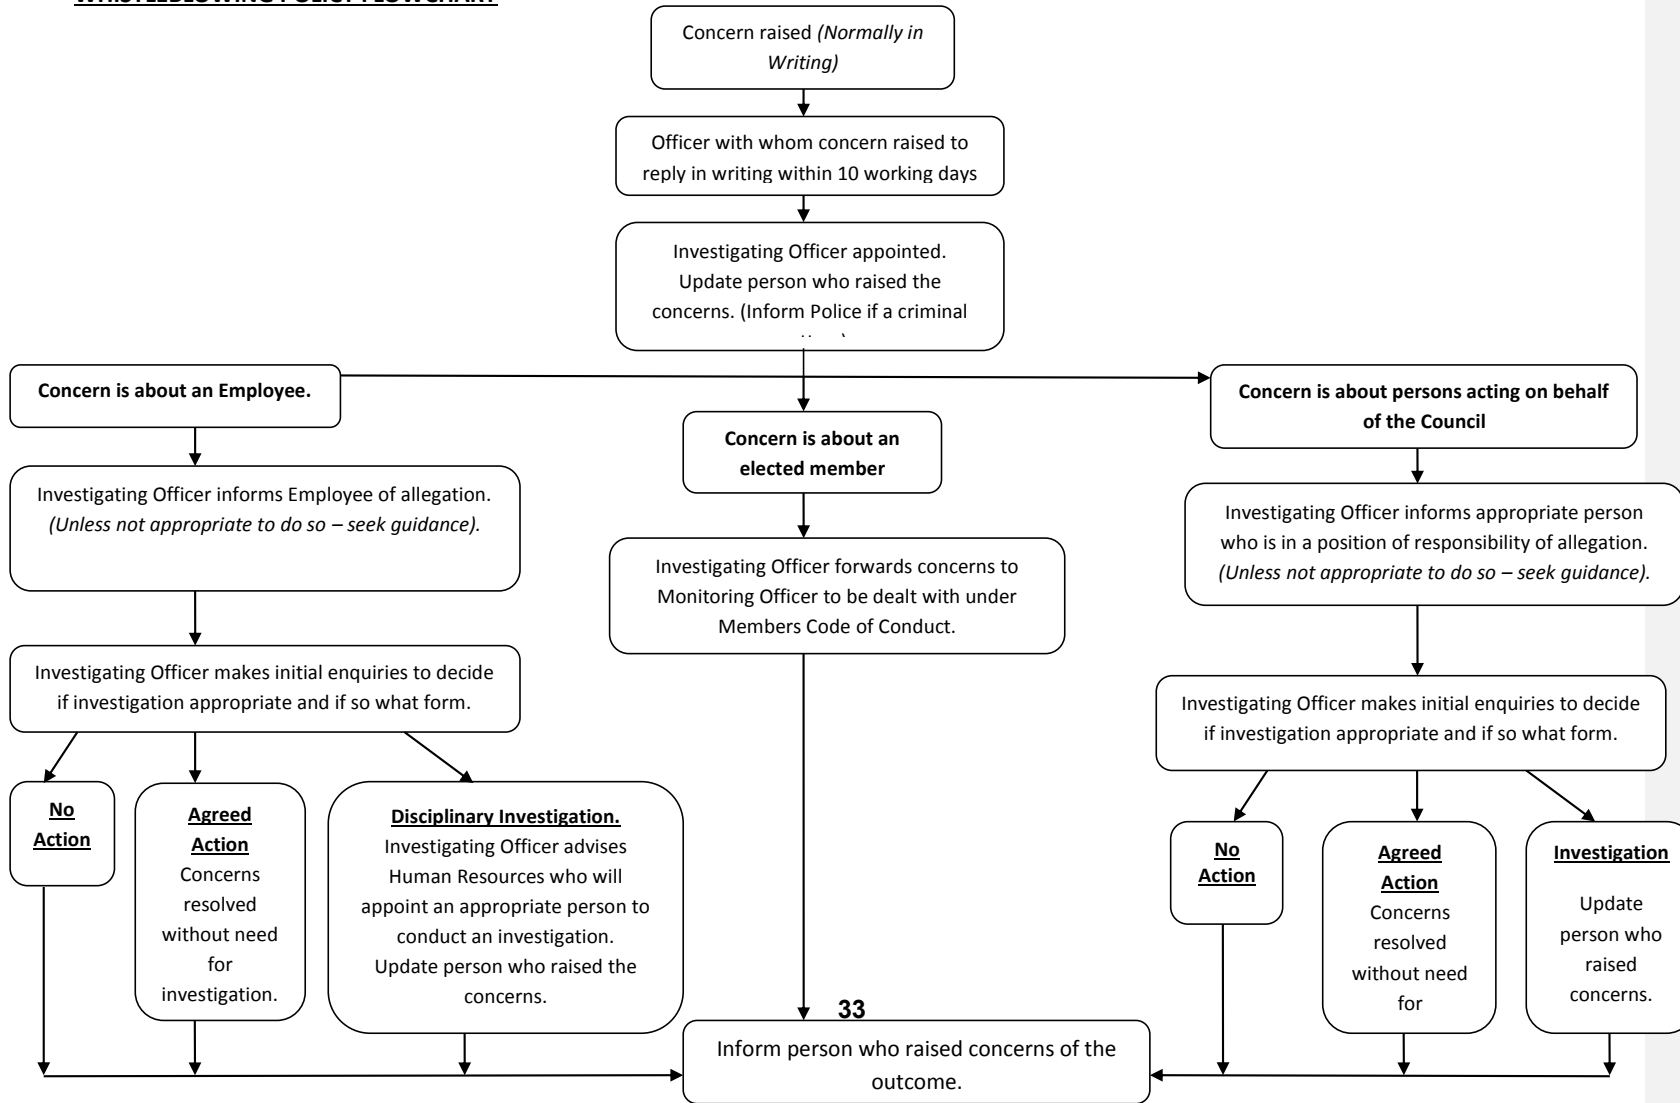 WHISTLEBLOWING POLICY FLOWCHART
Concern raised (Normally in
Writing)
Officer with whom concern raised to
reply in writing within 10 working days
Investigating Officer appointed.
Update person who raised the
concerns. (Inform Police if a criminal
Concern is about an Employee.
Concern is about an
elected member
Concern is about persons acting on behalf
of the Council
Investigating Officer informs Employee of allegation.
(Unless not appropriate to do so – seek guidance).
Investigating Officer forwards concerns to
Monitoring Officer to be dealt with under
Members Code of Conduct.
Investigating Officer informs appropriate person
who is in a position of responsibility of allegation.
(Unless not appropriate to do so – seek guidance).
Investigating Officer makes initial enquiries to decide
if investigation appropriate and if so what form.
Investigating Officer makes initial enquiries to decide
if investigation appropriate and if so what form.
No
Action
Agreed
Action
Concerns
resolved
without need
for
investigation.
Disciplinary Investigation.
Investigating Officer advises
Human Resources who will
appoint an appropriate person to
conduct an investigation.
Update person who raised the
concerns.
No
Action
Agreed
Action
Concerns
resolved
without need
for
Investigation
Update
person who
raised
concerns.
33
Inform person who raised concerns of the
outcome.